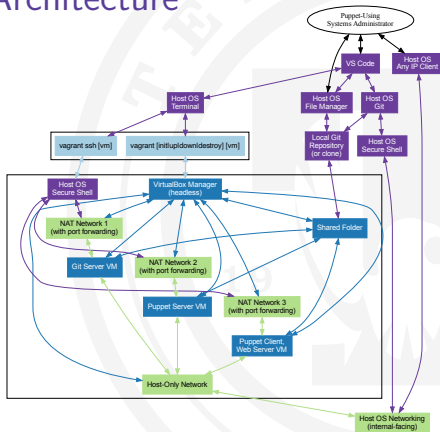 Architecture
Puppet-Using
Systems Administrator
VS Code
Host OS
Any IP Client
Host OS
Terminal
Host OS
File Manager
Host OS
Git
vagrant ssh [vm]
vagrant [init|up|down|destroy] [vm]
Local Git
Repository
(or clone)
Host OS
Secure Shell
Host OS
Secure Shell
VirtualBox Manager
(headless)
NAT Network 1
(with port forwarding)
Shared Folder
Git Server VM
NAT Network 2
(with port forwarding)
Puppet Server VM
NAT Network 3
(with port forwarding)
Puppet Client,
Web Server VM
Host-Only Network
Host OS Networking
(internal-facing)